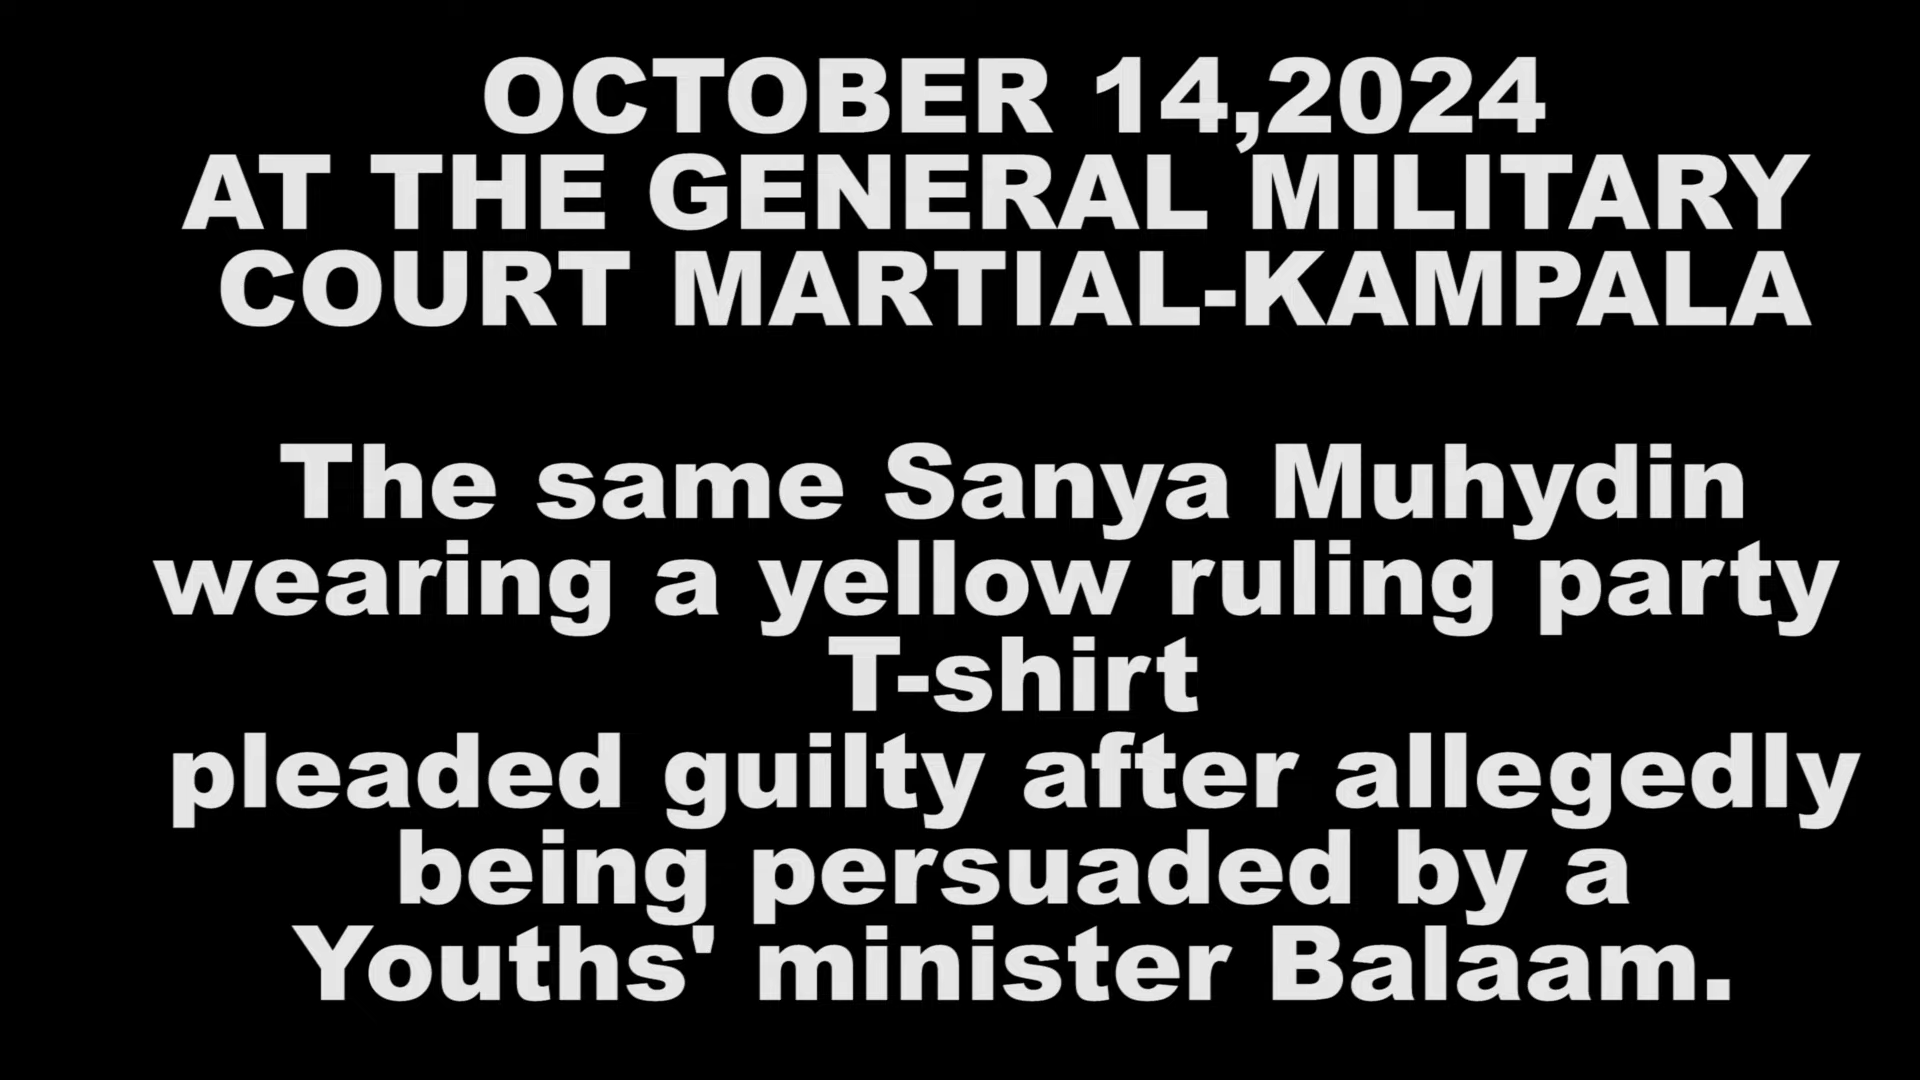 OCTOBER 14,2024
AT THE GENERAL MILITARY
COURT MARTIAL-KAMPALA
The same Sanya Muhydin
wearing a yellow ruling party
T-shirt
pleaded guilty after allegedly
being persuaded by a
Youths' minister Balaam.